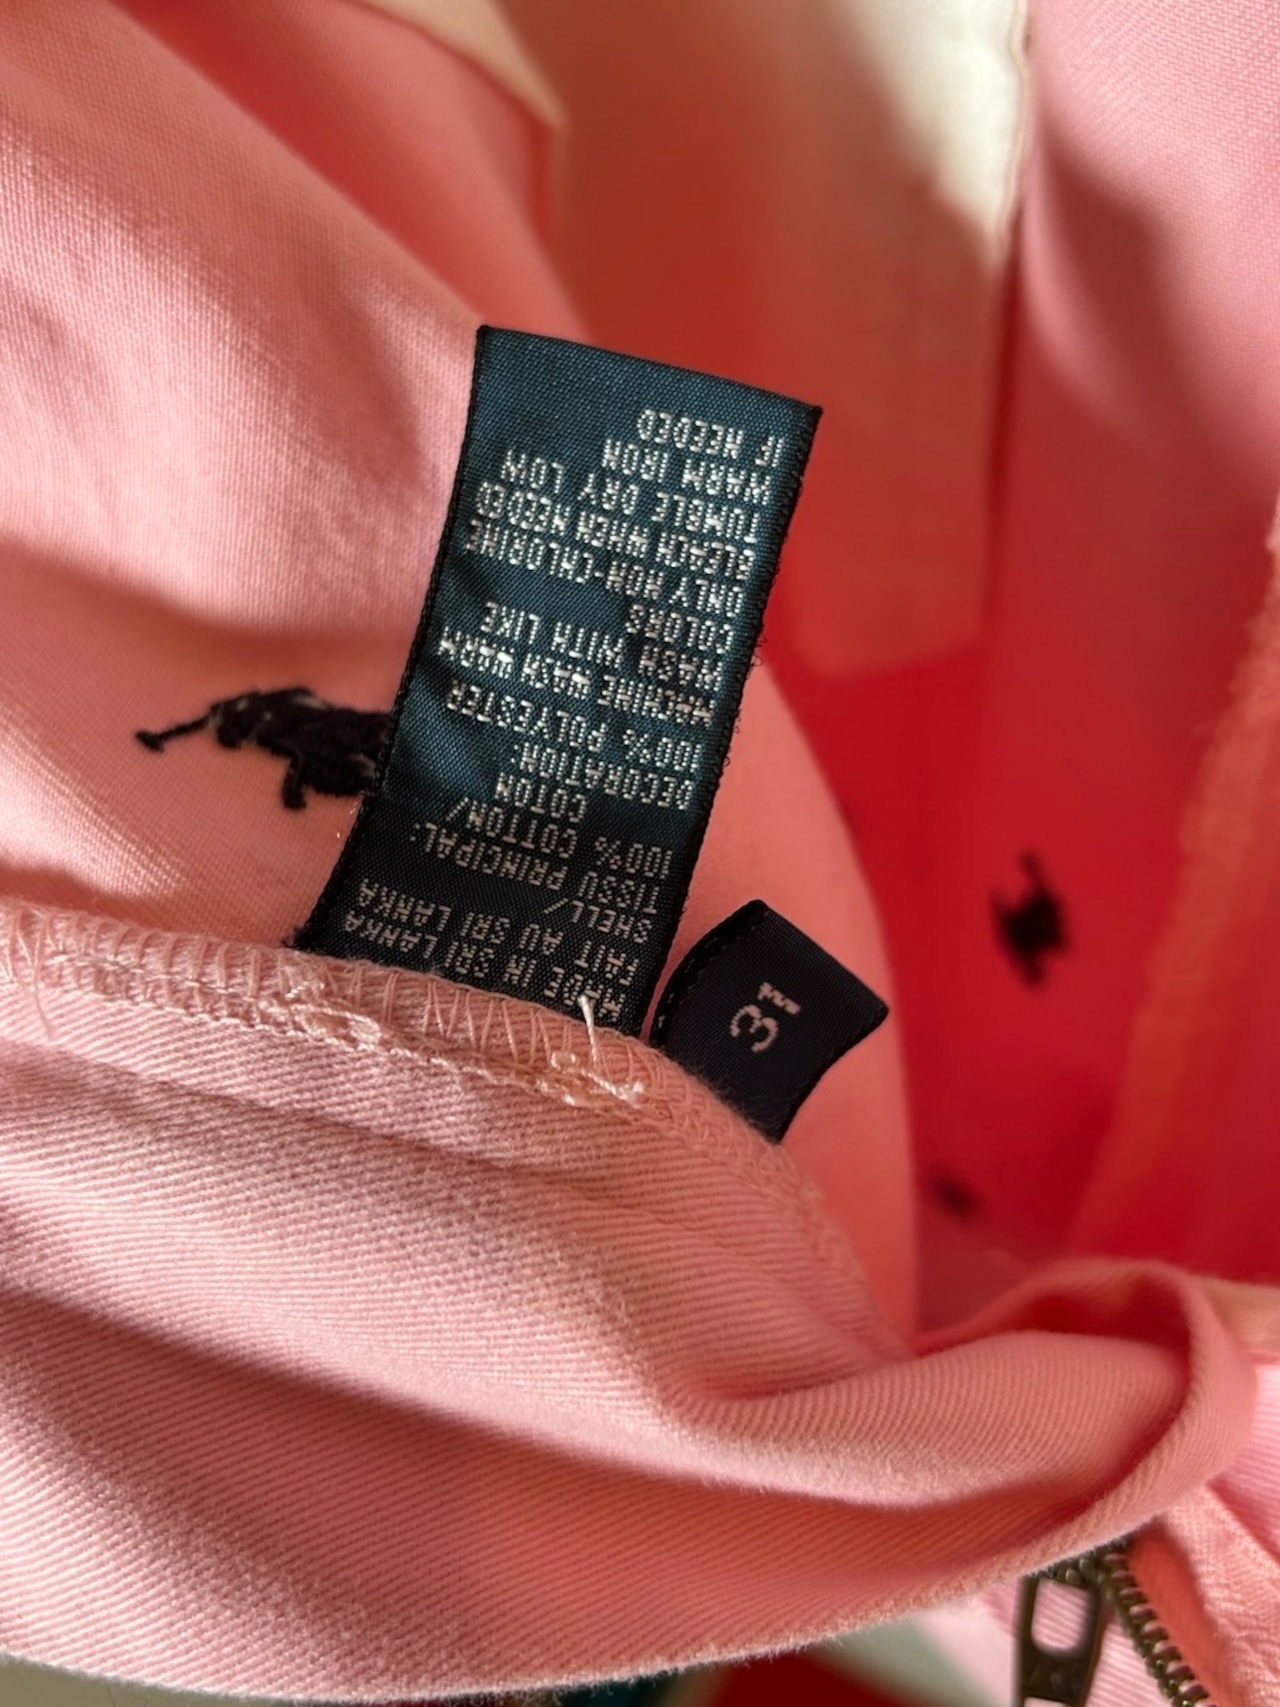 MADE IN SRI LANKA
FAIT AU SRI LANKA
SHELL/
TISSU PRINCIPAL:
100% COTTON/
COTON
DECORATION:
100% POLYESTER
MACHINE WASH WARM
WASH WITH LIKE
COLORS
ONLY NON-CHLORINE
BLEACH WHEN NEEDED
TUMBLE DRY LOW
WARM IRON
IF NEEDED
31